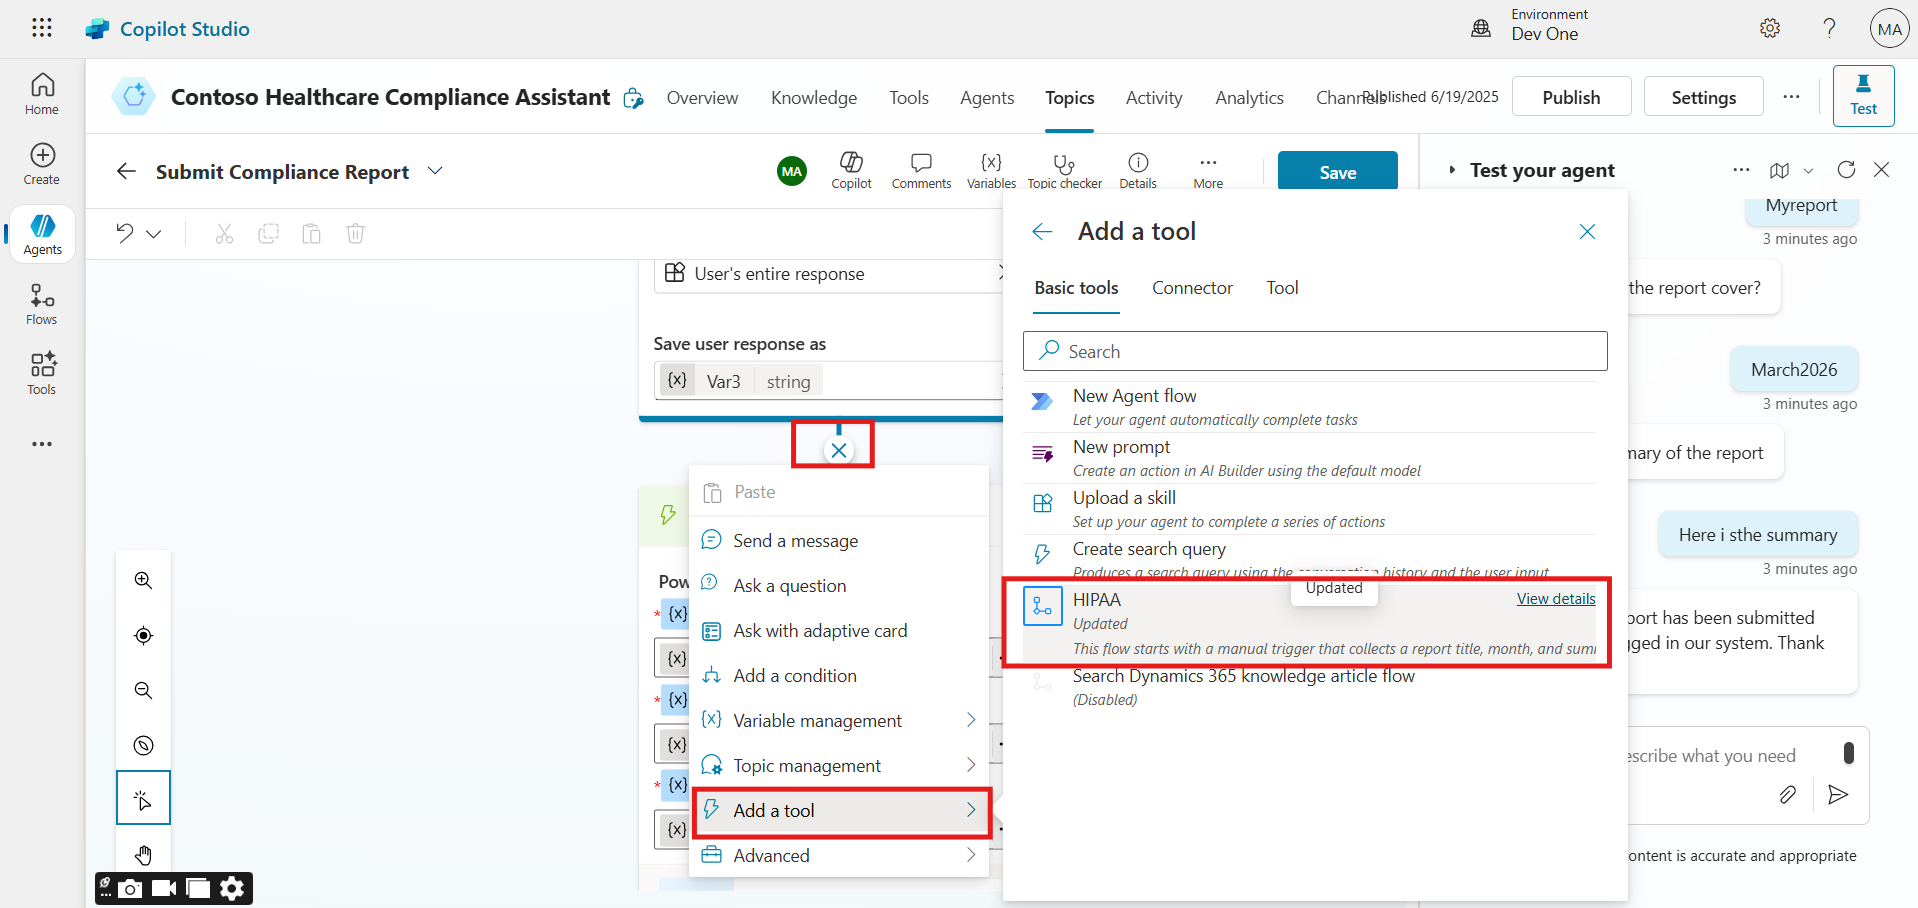 Copilot Studio
Environment
Dev One
MA
Home
Create
Agents
Flows
Tools
Contoso Healthcare Compliance Assistant
Overview
Knowledge
Tools
Agents
Topics
Activity
Analytics
Channels
Published 6/19/2025
Publish
Settings
Test
Submit Compliance Report
MA
Copilot
Comments
{x}
Variables
Topic checker
Details
More
Save
User's entire response
Save user response as
{x} Var3 string
Paste
Send a message
Ask a question
Ask with adaptive card
Add a condition
{x} Variable management
Topic management
Add a tool
Advanced
Pow
* {x}
{x}
* {x}
{x}
* {x}
{x}
Add a tool
Basic tools
Connector
Tool
Search
New Agent flow
Let your agent automatically complete tasks
New prompt
Create an action in AI Builder using the default model
Upload a skill
Set up your agent to complete a series of actions
Create search query
Produces a search query using the conversation history and the user input
Updated
HIPAA
View details
Updated
This flow starts with a manual trigger that collects a report title, month, and sum
Search Dynamics 365 knowledge article flow
(Disabled)
Test your agent
Myreport
3 minutes ago
the report cover?
March2026
3 minutes ago
mary of the report
Here i sthe summary
3 minutes ago
port has been submitted
gged in our system. Thank
escribe what you need
ontent is accurate and appropriate